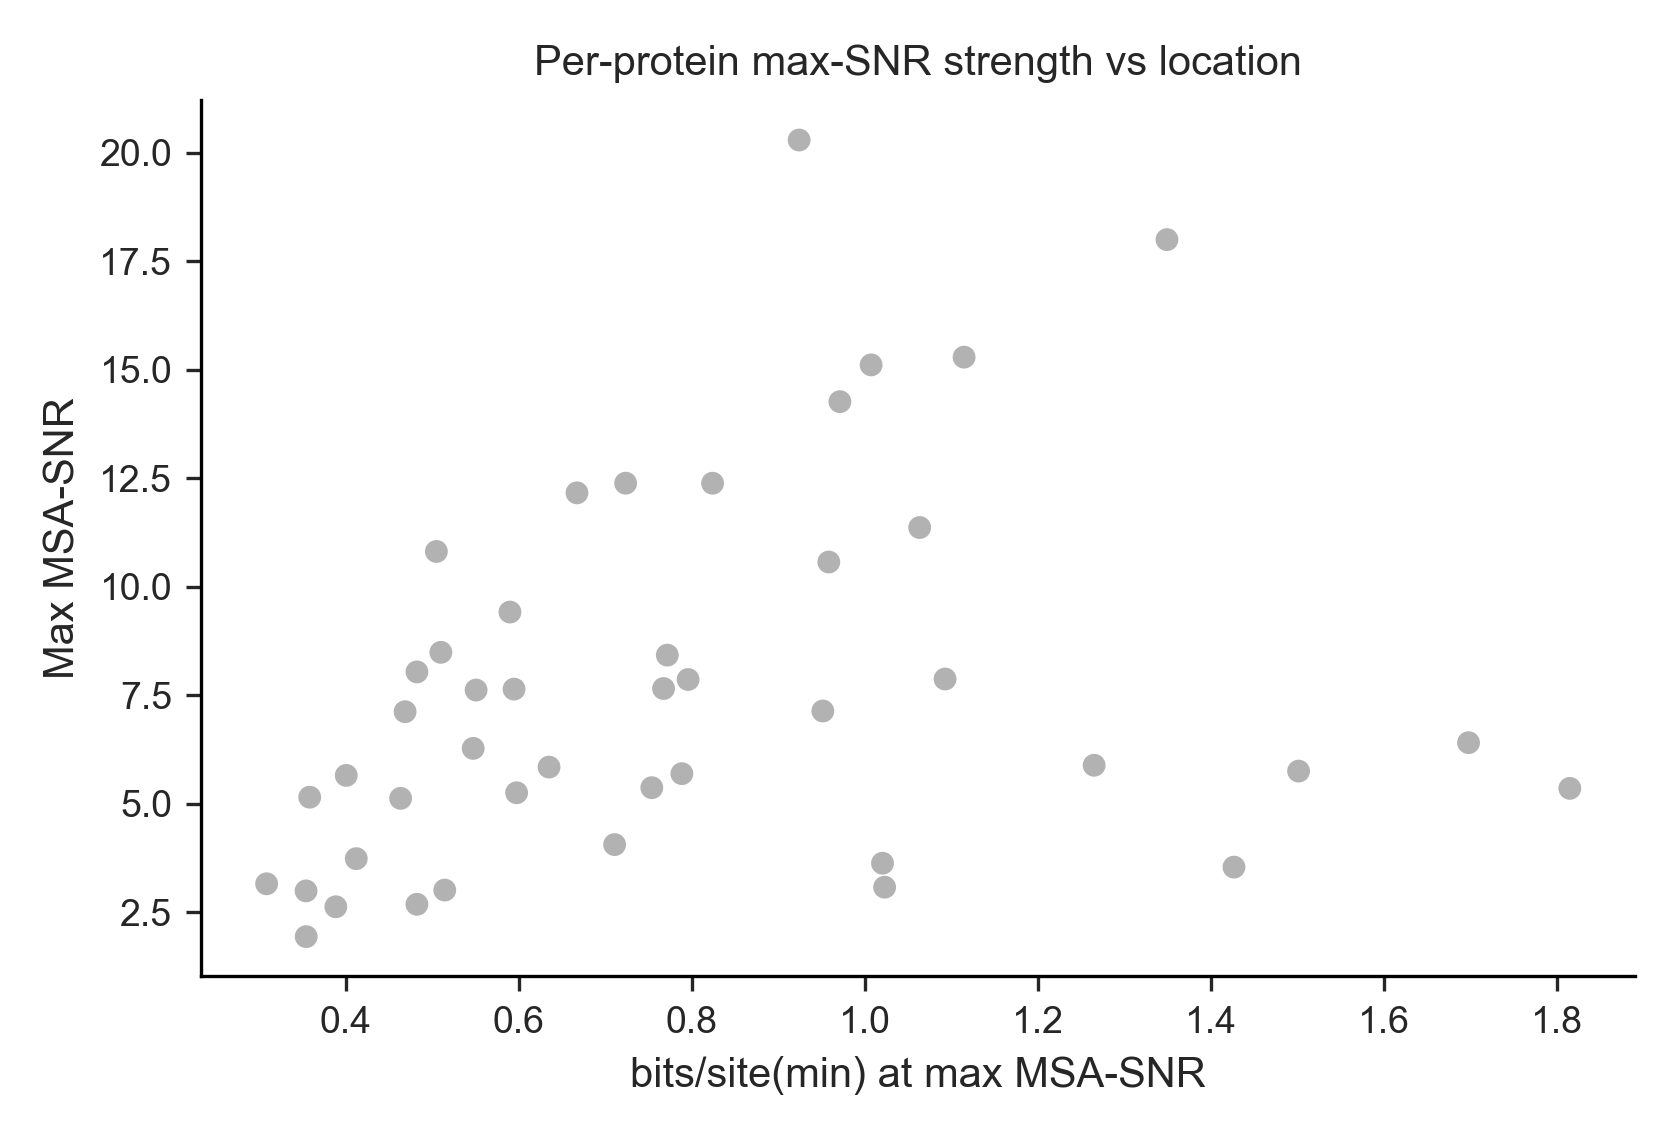 Per-protein max-SNR strength vs location
Max MSA-SNR
20.0
17.5
15.0
12.5
10.0
7.5
5.0
2.5
0.4 0.6 0.8 1.0 1.2 1.4 1.6 1.8
bits/site(min) at max MSA-SNR